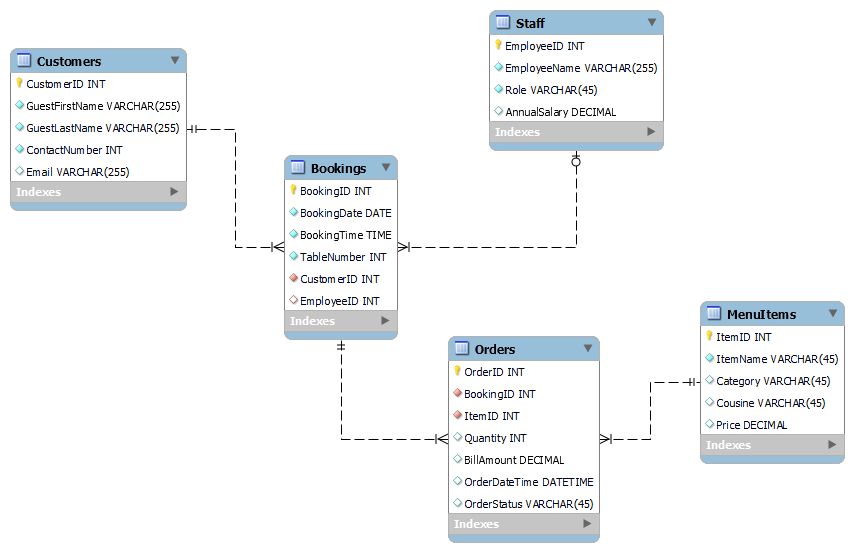 Customers
CustomerID INT
GuestFirstName VARCHAR(255)
GuestLastName VARCHAR(255)
ContactNumber INT
Email VARCHAR(255)
Indexes
Staff
EmployeeID INT
EmployeeName VARCHAR(255)
Role VARCHAR(45)
AnnualSalary DECIMAL
Indexes
Bookings
BookingID INT
BookingDate DATE
BookingTime TIME
TableNumber INT
CustomerID INT
EmployeeID INT
Indexes
Orders
OrderID INT
BookingID INT
ItemID INT
Quantity INT
BillAmount DECIMAL
OrderDateTime DATETIME
OrderStatus VARCHAR(45)
Indexes
MenuItems
ItemID INT
ItemName VARCHAR(45)
Category VARCHAR(45)
Cousine VARCHAR(45)
Price DECIMAL
Indexes